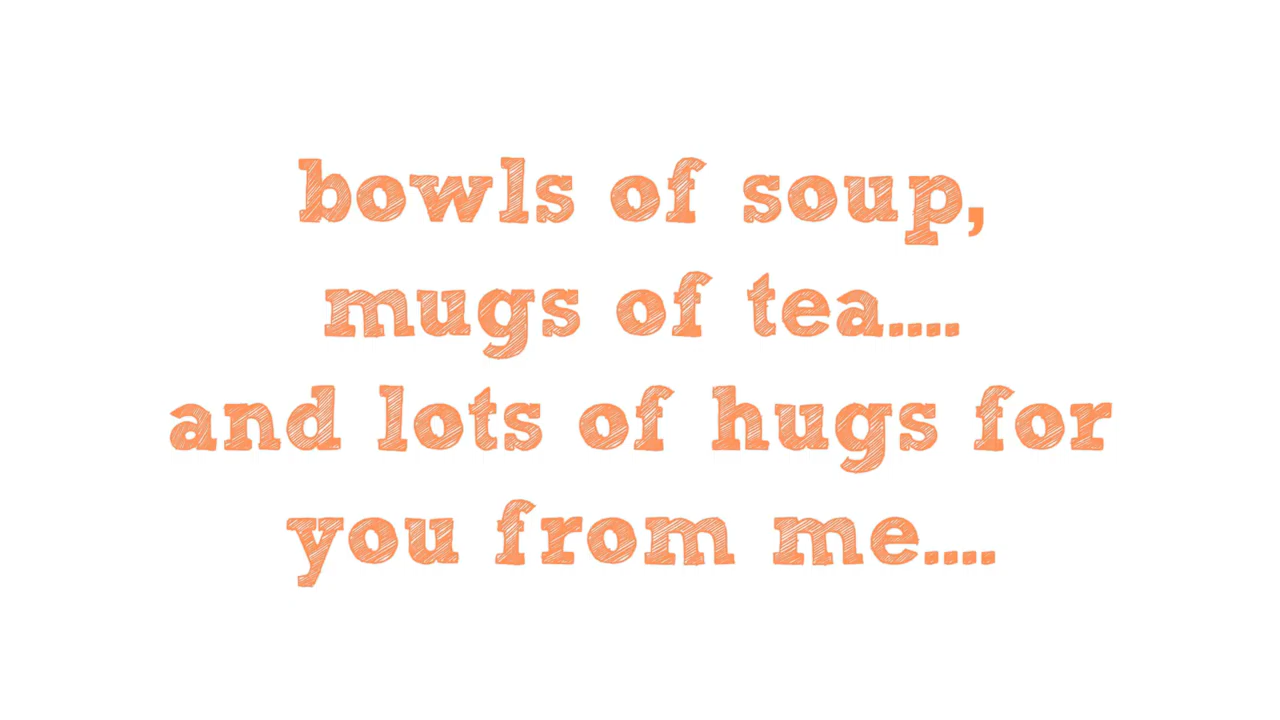 bowls of soup,
mugs of tea....
and lots of hugs for
you from me....